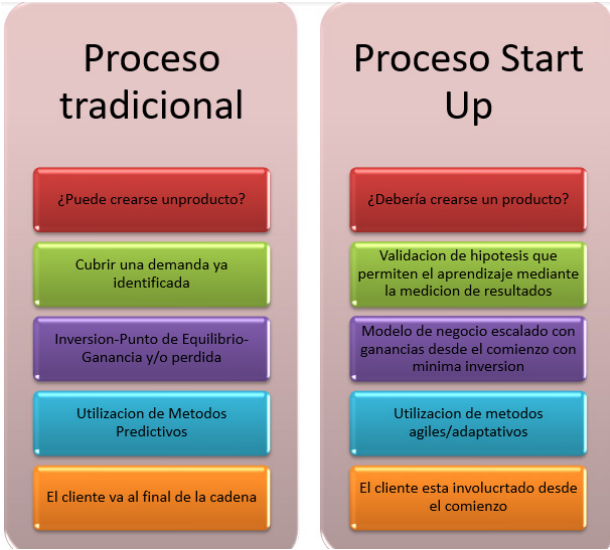 Proceso
tradicional
¿Puede crearse unproducto?
Cubrir una demanda ya
identificada
Inversion-Punto de Equilibrio-
Ganancia y/o perdida
Utilizacion de Metodos
Predictivos
El cliente va al final de la cadena
Proceso Start
Up
¿Debería crearse un producto?
Validacion de hipotesis que
permiten el aprendizaje mediante
la medicion de resultados
Modelo de negocio escalado con
ganancias desde el comienzo con
minima inversion
Utilizacion de metodos
agiles/adaptativos
El cliente esta involucrtado desde
el comienzo